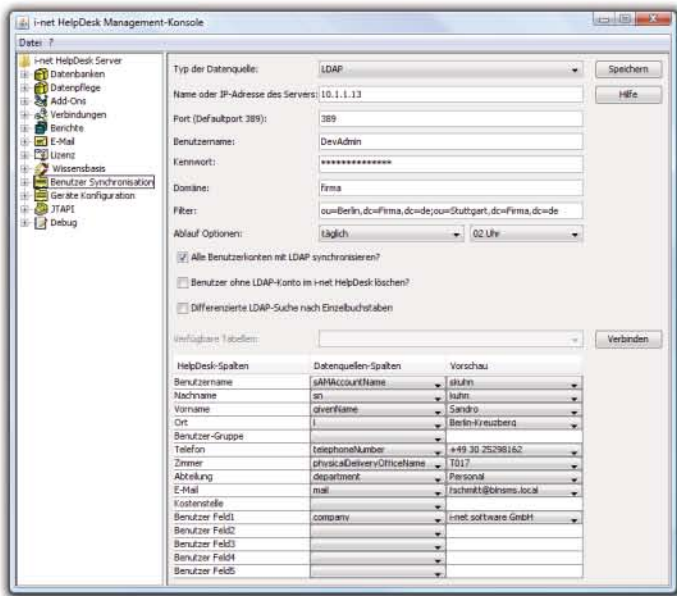 i-net HelpDesk Management-Konsole
Datei ?
i-net HelpDesk Server
Datenbanken
Datenpflege
Add-Ons
Verbindungen
Berichte
E-Mail
Lizenz
Wissensbasis
Benutzer Synchronisation
Geräte Konfiguration
JTAPI
Debug
Typ der Datenquelle: LDAP Speichern
Name oder IP-Adresse des Servers: 10.1.1.13 Hilfe
Port (Defaultport 389): 389
Benutzername: DevAdmin
Kennwort: **************
Domäne: firma
Filter: ou=Berlin,dc=Firma,dc=de;ou=Stuttgart,dc=Firma,dc=de
Ablauf Optionen: täglich 02 Uhr
Alle Benutzerkonten mit LDAP synchronisieren?
Benutzer ohne LDAP-Konto im i-net HelpDesk löschen?
Differenzierte LDAP-Suche nach Einzelbuchstaben
Verfügbare Tabellen: Verbinden
HelpDesk-Spalten Datenquellen-Spalten Vorschau
Benutzername sAMAccountName skuhn
Nachname sn kuhn
Vorname givenName Sandro
Ort l Berlin-Kreuzberg
Benutzer-Gruppe
Telefon telephoneNumber +49 30 25298162
Zimmer physicalDeliveryOfficeName T017
Abteilung department Personal
E-Mail mail hschmitt@blnsms.local
Kostenstelle
Benutzer Feld1 company i-net software GmbH
Benutzer Feld2
Benutzer Feld3
Benutzer Feld4
Benutzer Feld5